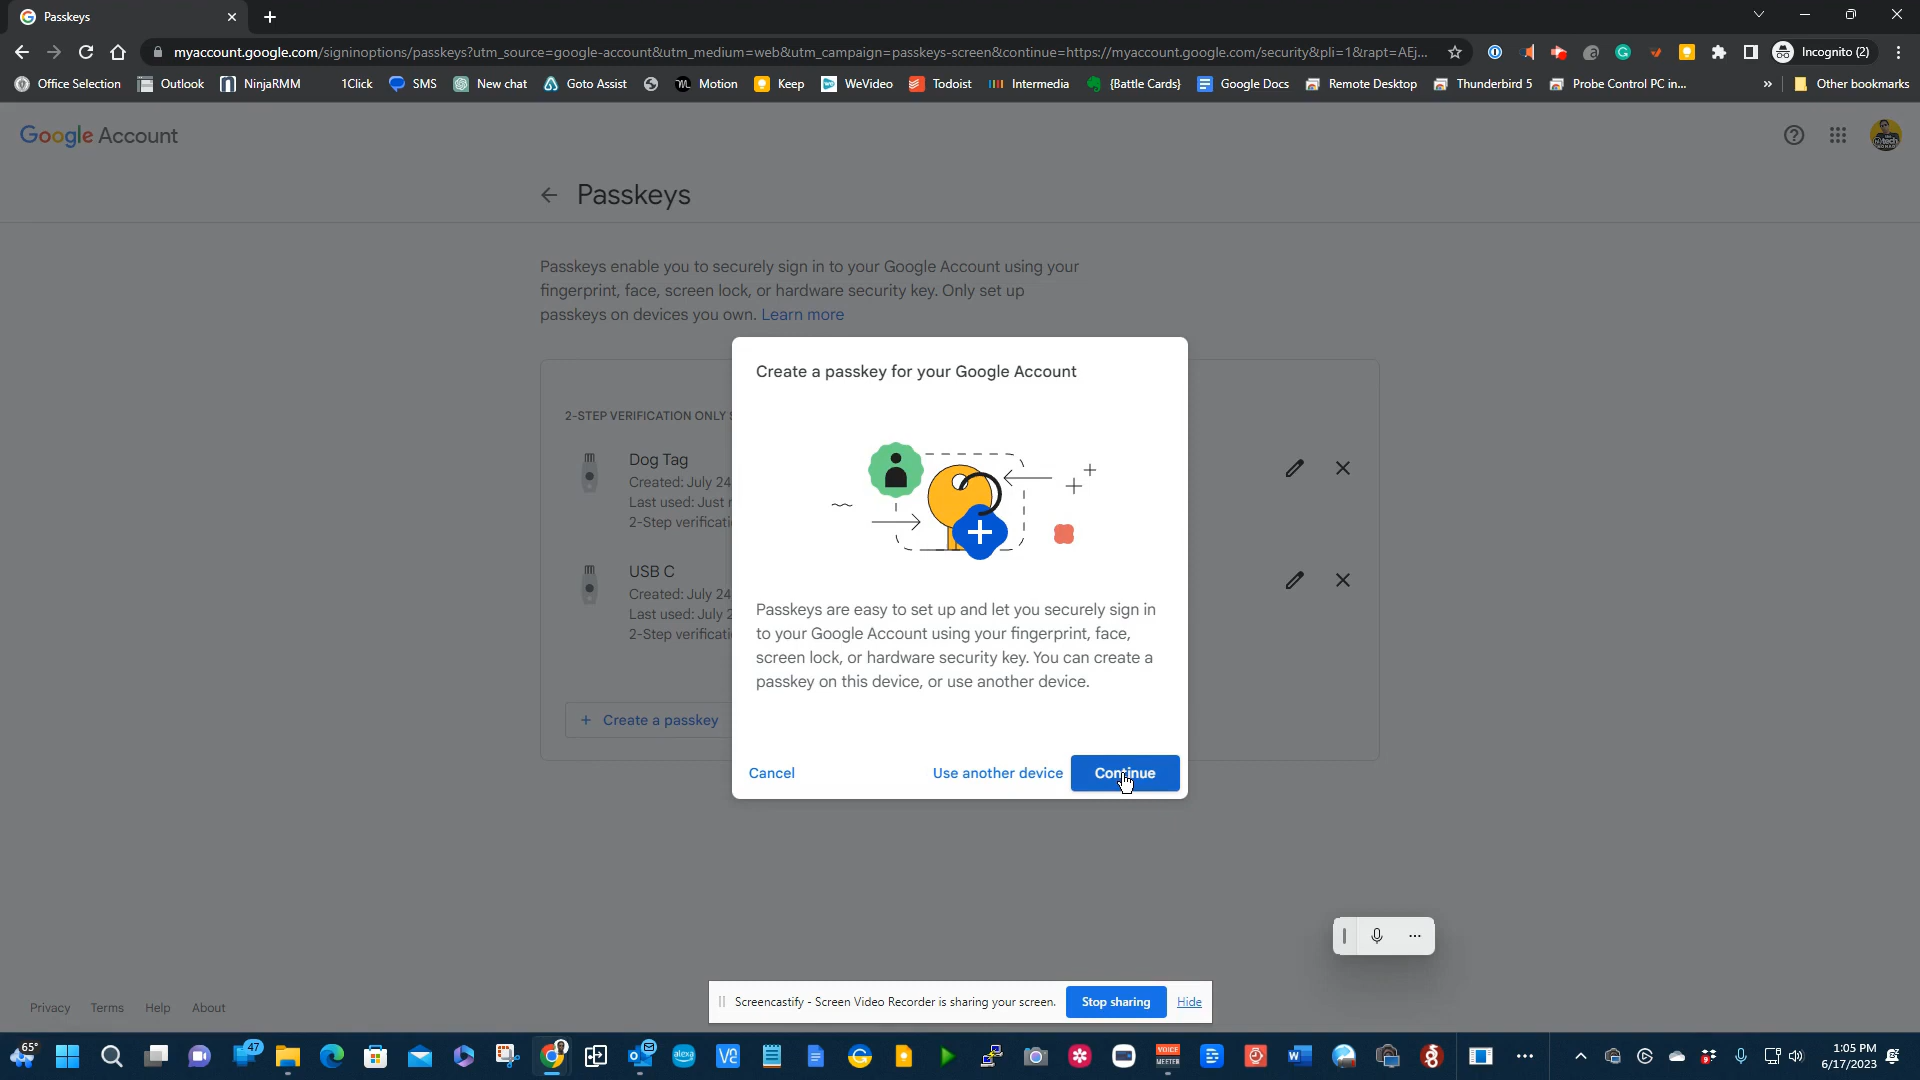 Passkeys
myaccount.google.com/signinoptions/passkeys?utm_source=google-account&utm_medium=web&utm_campaign=passkeys-screen&continue=https://myaccount.google.com/security&pli=1&rapt=AEj...
Incognito (2)
Office Selection
Outlook
NinjaRMM
1Click
SMS
New chat
Goto Assist
Motion
Keep
WeVideo
Todoist
Intermedia
{Battle Cards}
Google Docs
Remote Desktop
Thunderbird 5
Probe Control PC in...
»
Other bookmarks
Google Account
Passkeys
Passkeys enable you to securely sign in to your Google Account using your
fingerprint, face, screen lock, or hardware security key. Only set up
passkeys on devices you own. Learn more
2-STEP VERIFICATION ONLY
Dog Tag
Created: July 24
Last used: Just
2-Step
USB C
Created: July 24
Last used: July
2-Step
+ Create a passkey
Create a passkey for your Google Account
Passkeys are easy to set up and let you securely sign in
to your Google Account using your fingerprint, face,
screen lock, or hardware security key. You can create a
passkey on this device, or use another device.
Cancel
Use another device
Continue
Screencastify - Screen Video Recorder is sharing your screen.
Stop sharing
Hide
Privacy
Terms
Help
About
65°
47
alexa
VOICE
MEETER
1:05 PM
6/17/2023